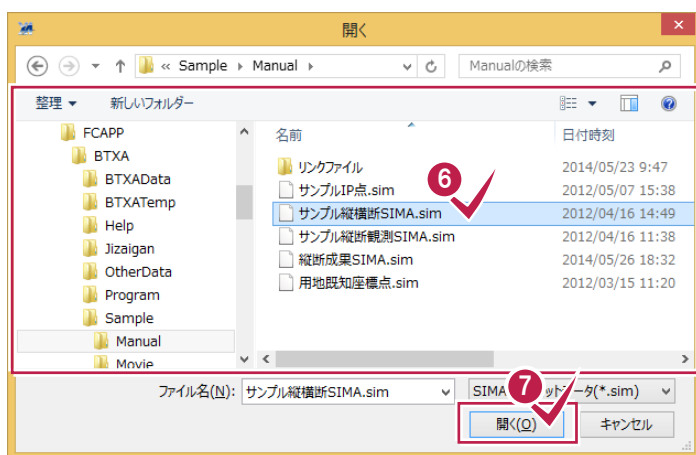 開く
« Sample Manual
Manualの検索
整理 新しいフォルダー
FCAPP
BTXA
BTXAData
BTXATemp
Help
Jizaigan
OtherData
Program
Sample
Manual
Movie
名前 日付時刻
リンクファイル 2014/05/23 9:47
サンプルIP点.sim 2012/05/07 15:38
サンプル縦横断SIMA.sim 2012/04/16 14:49
サンプル縦断観測SIMA.sim 2012/04/16 11:38
縦断成果SIMA.sim 2014/05/26 18:32
用地既知座標点.sim 2012/03/15 11:20
6
ファイル名(N): サンプル縦横断SIMA.sim
SIMA ータ(*.sim)
7
開く(O) キャンセル